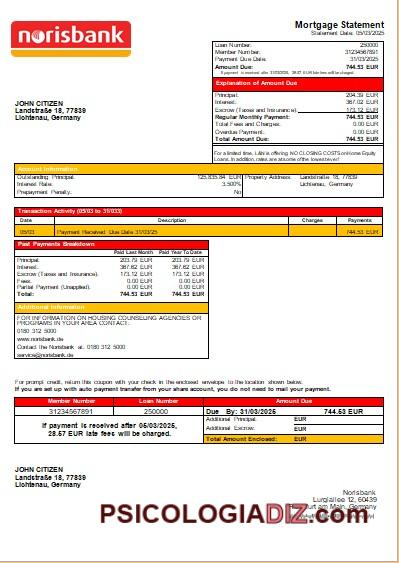 norisbank
Mortgage Statement
Statement Date: 05/03/2025
Loan Number: 250000
Member Number: 31234567891
Payment Due Date: 31/03/2025
Amount Due: 744.53 EUR
If payment is received after 31/03/2025, 28.57 EUR late fee will be charged.
JOHN CITIZEN
Landstraße 18, 77839
Lichtenau, Germany
Explanation of Amount Due
Principal: 204.39 EUR
Interest: 367.02 EUR
Escrow (Taxes and Insurance): 173.12 EUR
Regular Monthly Payment: 744.53 EUR
Total Fees and Charges: 0.00 EUR
Overdue Payment: 0.00 EUR
Total Amount Due: 744.53 EUR
For a limited time, LAN is offering NO CLOSING COSTS on Home Equity
Loans. In addition, rates are at some of the lowest ever!
Account Information
Outstanding Principal: 125,835.84 EUR Property Address: Landstraße 18, 77839
Interest Rate: 3.500% Lichtenau, Germany
Prepayment Penalty: No
Transaction Activity (05/03 to 31/033)
Date Description Charges Payments
05/03 Payment Received Due Date 31/03/25 744.53 EUR
Past Payments Breakdown
Paid Last Month Paid Year To Date
Principal: 203.79 EUR 203.79 EUR
Interest: 367.62 EUR 367.62 EUR
Escrow (Taxes and Insurance): 173.12 EUR 173.12 EUR
Fees: 0.00 EUR 0.00 EUR
Partial Payment (Unapplied): 0.00 EUR 0.00 EUR
Total: 744.53 EUR 744.53 EUR
Additional Information
FOR INFORMATION ON HOUSING COUNSELING AGENCIES OR
PROGRAMS IN YOUR AREA CONTACT:
0180 312 5000
www.norisbank.de
Contact the Norisbank at: 0180 312 5000
service@norisbank.de
For prompt credit, return this coupon with your check in the enclosed envelope to the location shown below.
If you are set up with auto payment transfer from your share account, you do not need to mail your payment.
Member Number Loan Number Amount Due
31234567891 250000 Due By: 31/03/2025 744.53 EUR
If payment is received after 05/03/2025,
28.57 EUR late fees will be charged.
Additional Principal: EUR
Additional Escrow: EUR
Total Amount Enclosed: EUR
JOHN CITIZEN
Landstraße 18, 77839
Lichtenau, Germany
Norisbank
12, 60439
am Main, Germany
PSICOLOGIADIZ.com